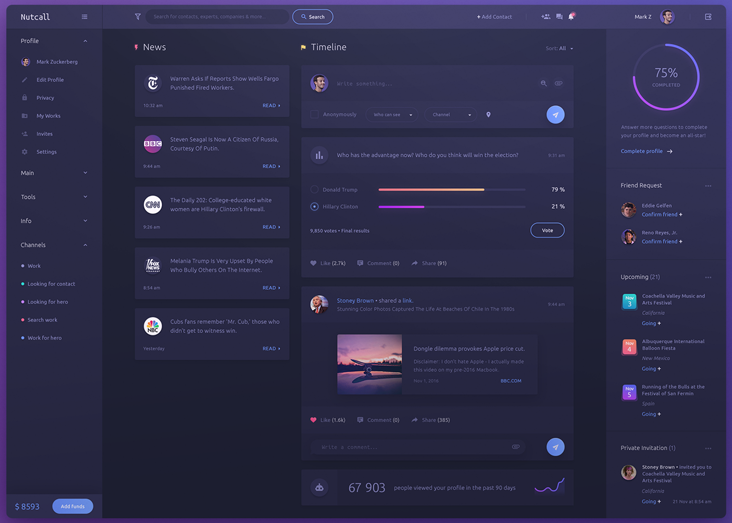 Nutcall
Search for contacts, experts, companies & more.
Search
+ Add Contact
Mark Z
Profile
Mark Zuckerberg
Edit Profile
Privacy
My Works
Invites
Settings
Main
Tools
Info
Channels
Work
Looking for contact
Looking for hero
Search work
Work for hero
$ 8593
Add funds
News
Warren Asks if Reports Show Wells Fargo
Punished Fired Workers.
10:32 am
READ
BBC
Steven Seagal Is Now A Citizen Of Russia,
Courtesy Of Putin.
9:44 am
READ
CNN
The Daily 202: College-educated white
women are Hillary Clinton's firewall.
9:26 am
READ
FOX
NEWS
Melania Trump Is Very Upset By People
Who Bully Others On The Internet.
8:54 am
READ
NBC
Cubs fans remember 'Mr. Cub,' those who
didn't get to witness win.
Yesterday
READ
Timeline
Sort: All
Write something...
Anonymously
Who can see
Channel
Who has the advantage now? Who do you think will win the election?
9:31 am
Donald Trump
79 %
Hillary Clinton
21 %
9,850 votes • Final results
Vote
Like (2.7k)
Comment (0)
Share (91)
Stoney Brown • shared a link.
Stunning Color Photos Captured The Life At Beaches Of Chile In The 1980s
9:44 am
Dongle dilemma provokes Apple price cut.
Disclaimer: I don't hate Apple - I actually made
this video on my pre-2016 Macbook.
Nov 1, 2016
BBC.COM
Like (1.6k)
Comment (0)
Share (385)
Write a comment...
67 903
people viewed your profile in the past 90 days
75%
COMPLETED
Answer more questions to complete
your profile and become an all-star!
Complete profile
Friend Request
Eddie Gelfen
Confirm friend +
Reno Reyes, Jr.
Confirm friend +
Upcoming (21)
Nov
3
Coachella Valley Music and
Arts Festival
California
Going +
Nov
4
Albuquerque International
Balloon Fiesta
New Mexico
Going +
Nov
5
Running of the Bulls at the
Festival of San Fermin
Spain
Going +
Private Invitation (1)
Stoney Brown • Invited you to
Coachella Valley Music and
Arts Festival
California
Going +
21 Nov at 8:54 am